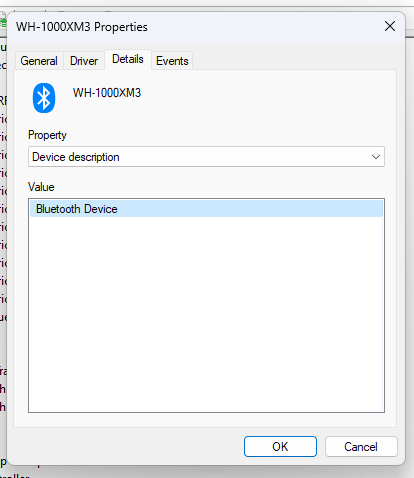 WH-1000XM3 Properties
General
Driver
Details
Events
WH-1000XM3
Property
Device description
Value
Bluetooth Device
OK
Cancel